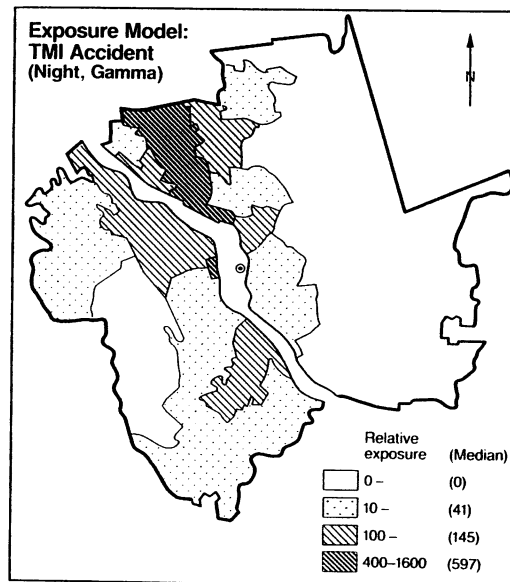 Exposure Model:
TMI Accident
(Night, Gamma)
N
Relative exposure (Median)
0 – (0)
10 – (41)
100 – (145)
400–1600 (597)